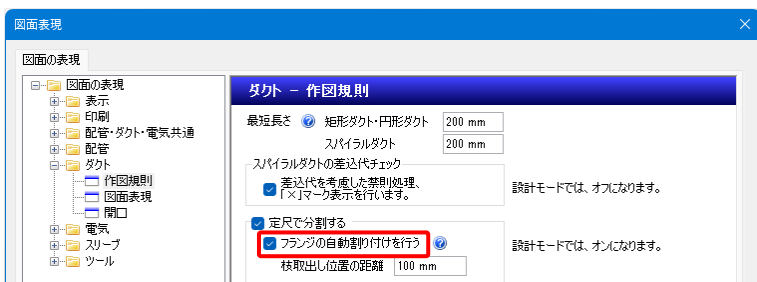 図面表現
図面の表現
図面の表現
表示
印刷
配管・ダクト・電気共通
配管
ダクト
作図規則
図面表現
開口
電気
スリーブ
ツール
ダクト － 作図規則
最短長さ 矩形ダクト・円形ダクト 200 mm
スパイラルダクト 200 mm
スパイラルダクトの差込代チェック
差込代を考慮した禁則処理、
「×」マーク表示を行います。
設計モードでは、オフになります。
定尺で分割する
フランジの自動割り付けを行う
設計モードでは、オンになります。
枝取出し位置の距離 100 mm